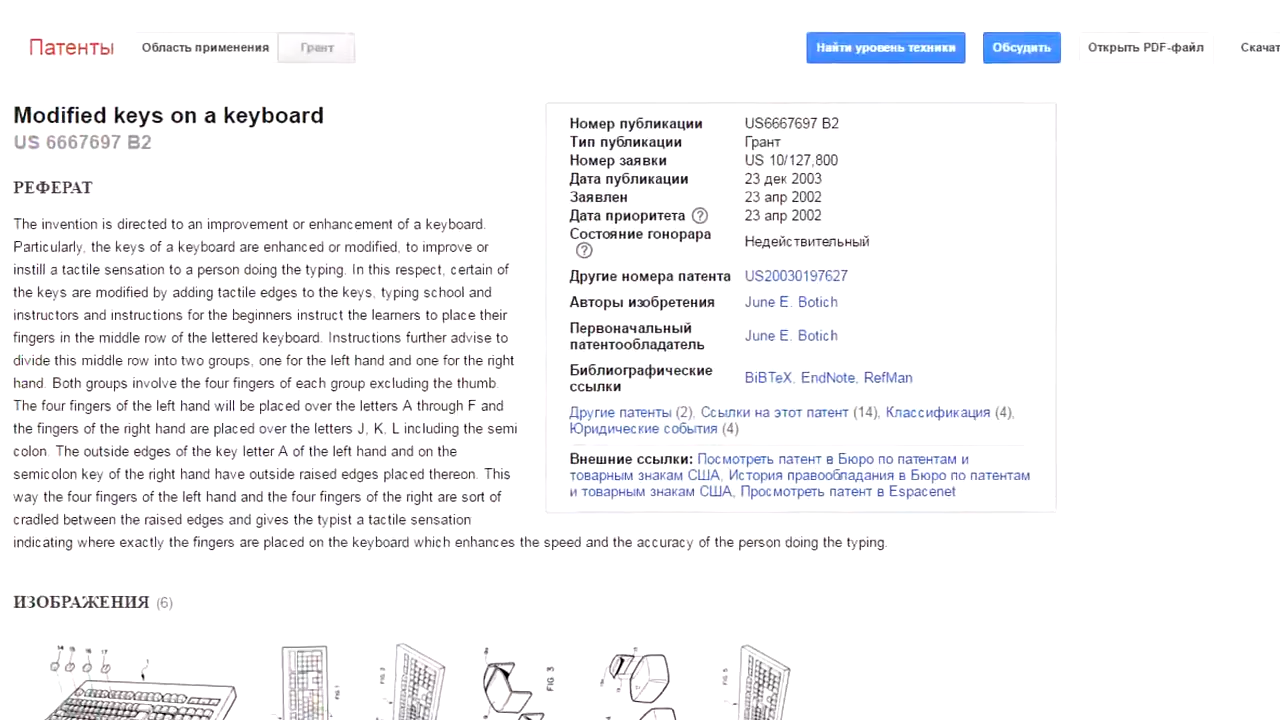 Патенты
Область применения
Грант
Найти уровень техники
Обсудить
Открыть PDF-файл
Скачат
Modified keys on a keyboard
US 6667697 B2
РЕФЕРАТ
The invention is directed to an improvement or enhancement of a keyboard.
Particularly, the keys of a keyboard are enhanced or modified, to improve or
instill a tactile sensation to a person doing the typing. In this respect, certain of
the keys are modified by adding tactile edges to the keys, typing school and
instructors and instructions for the beginners instruct the learners to place their
fingers in the middle row of the lettered keyboard. Instructions further advise to
divide this middle row into two groups, one for the left hand and one for the right
hand. Both groups involve the four fingers of each group excluding the thumb.
The four fingers of the left hand will be placed over the letters A through F and
the fingers of the right hand are placed over the letters J, K, L including the semi
colon. The outside edges of the key letter A of the left hand and on the
semicolon key of the right hand have outside raised edges placed thereon. This
way the four fingers of the left hand and the four fingers of the right are sort of
cradled between the raised edges and gives the typist a tactile sensation
indicating where exactly the fingers are placed on the keyboard which enhances the speed and the accuracy of the person doing the typing.
Номер публикации US6667697 B2
Тип публикации Грант
Номер заявки US 10/127,800
Дата публикации 23 дек 2003
Заявлен 23 апр 2002
Дата приоритета ? 23 апр 2002
Состояние гонорара ? Недействительный
Другие номера патента US20030197627
Авторы изобретения June E. Botich
Первоначальный
патентообладатель June E. Botich
Библиографические
ссылки BiBTeX, EndNote, RefMan
Другие патенты (2), Ссылки на этот патент (14), Классификация (4),
Юридические события (4)
Внешние ссылки: Посмотреть патент в Бюро по патентам и
товарным знакам США, История правообладания в Бюро по патентам
и товарным знакам США, Просмотреть патент в Espacenet
ИЗОБРАЖЕНИЯ (6)
14 15 16 17
FIG 3